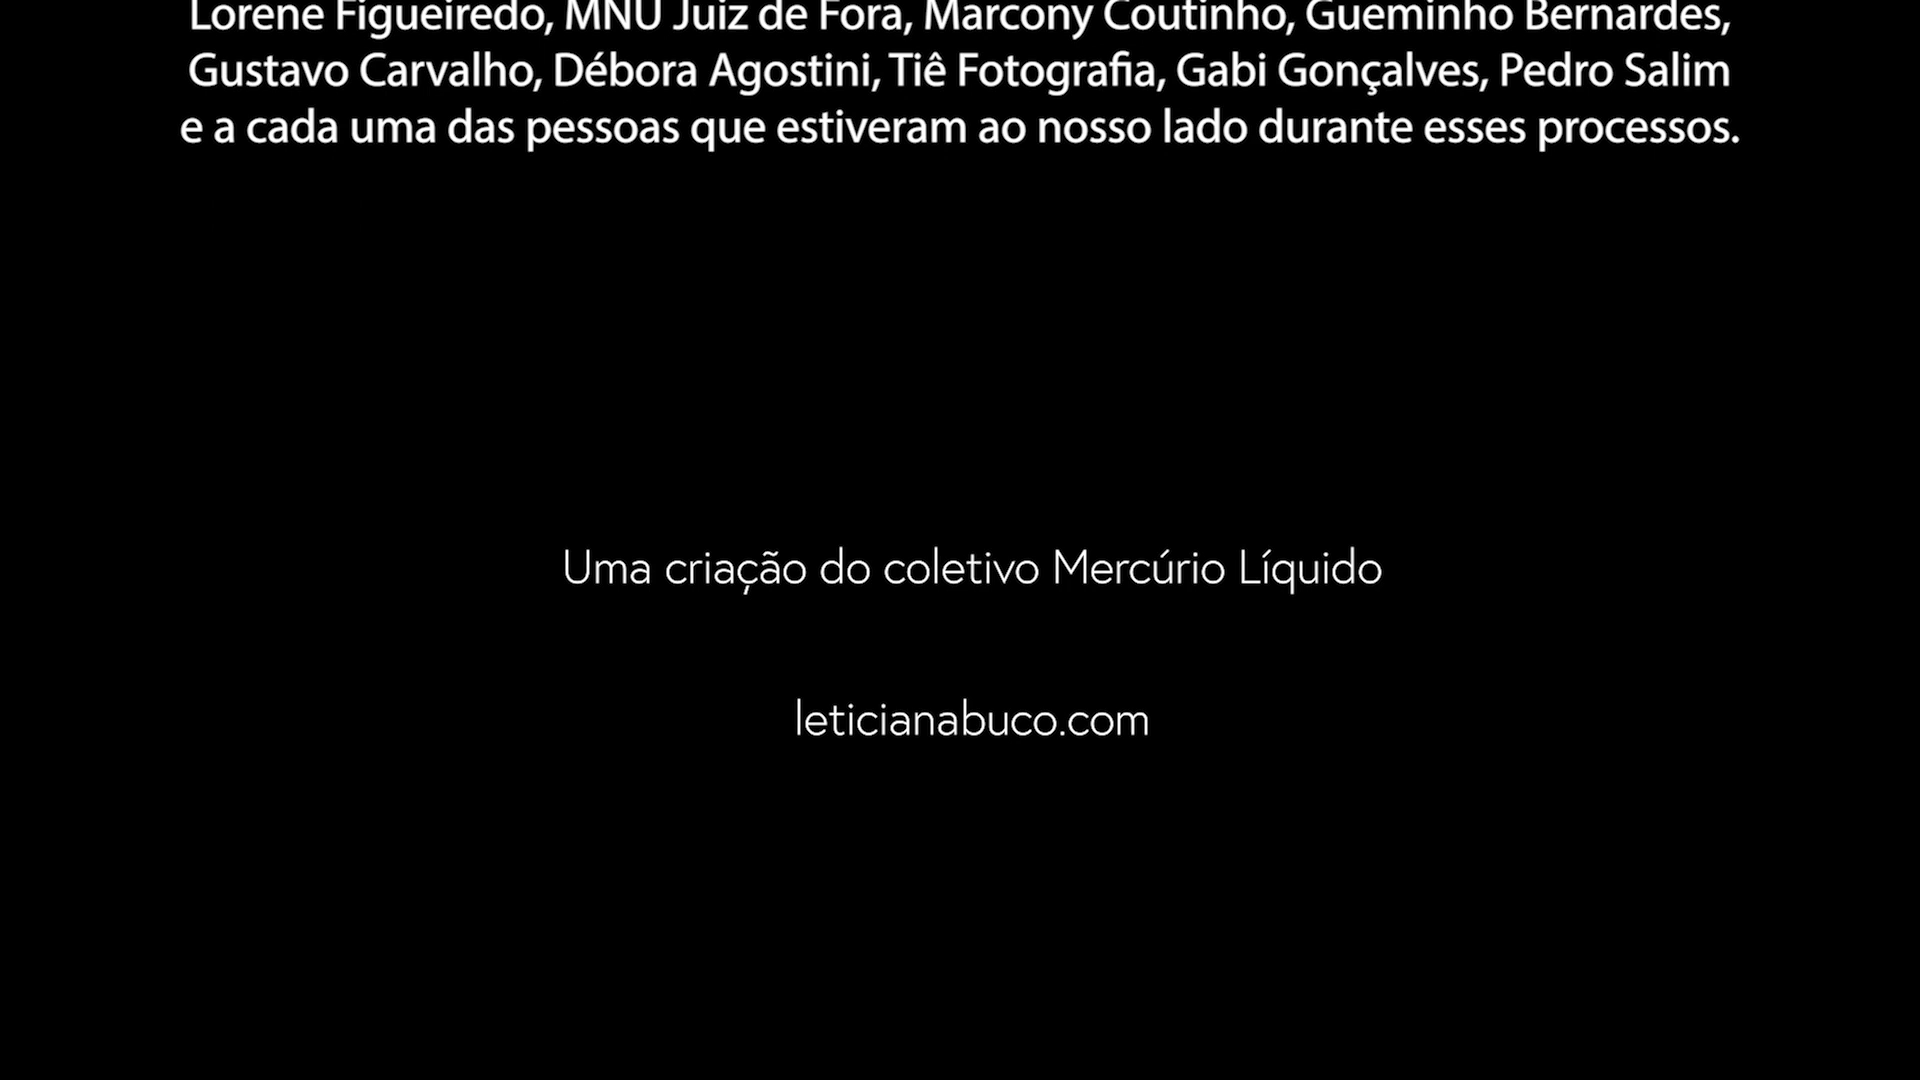 Lorene Figueiredo, MNU Juiz de Fora, Marcony Coutinho, Gueminho Bernardes,
Gustavo Carvalho, Débora Agostini, Tiê Fotografia, Gabi Gonçalves, Pedro Salim
e a cada uma das pessoas que estiveram ao nosso lado durante esses processos.
Uma criação do coletivo Mercúrio Líquido
leticianabuco.com